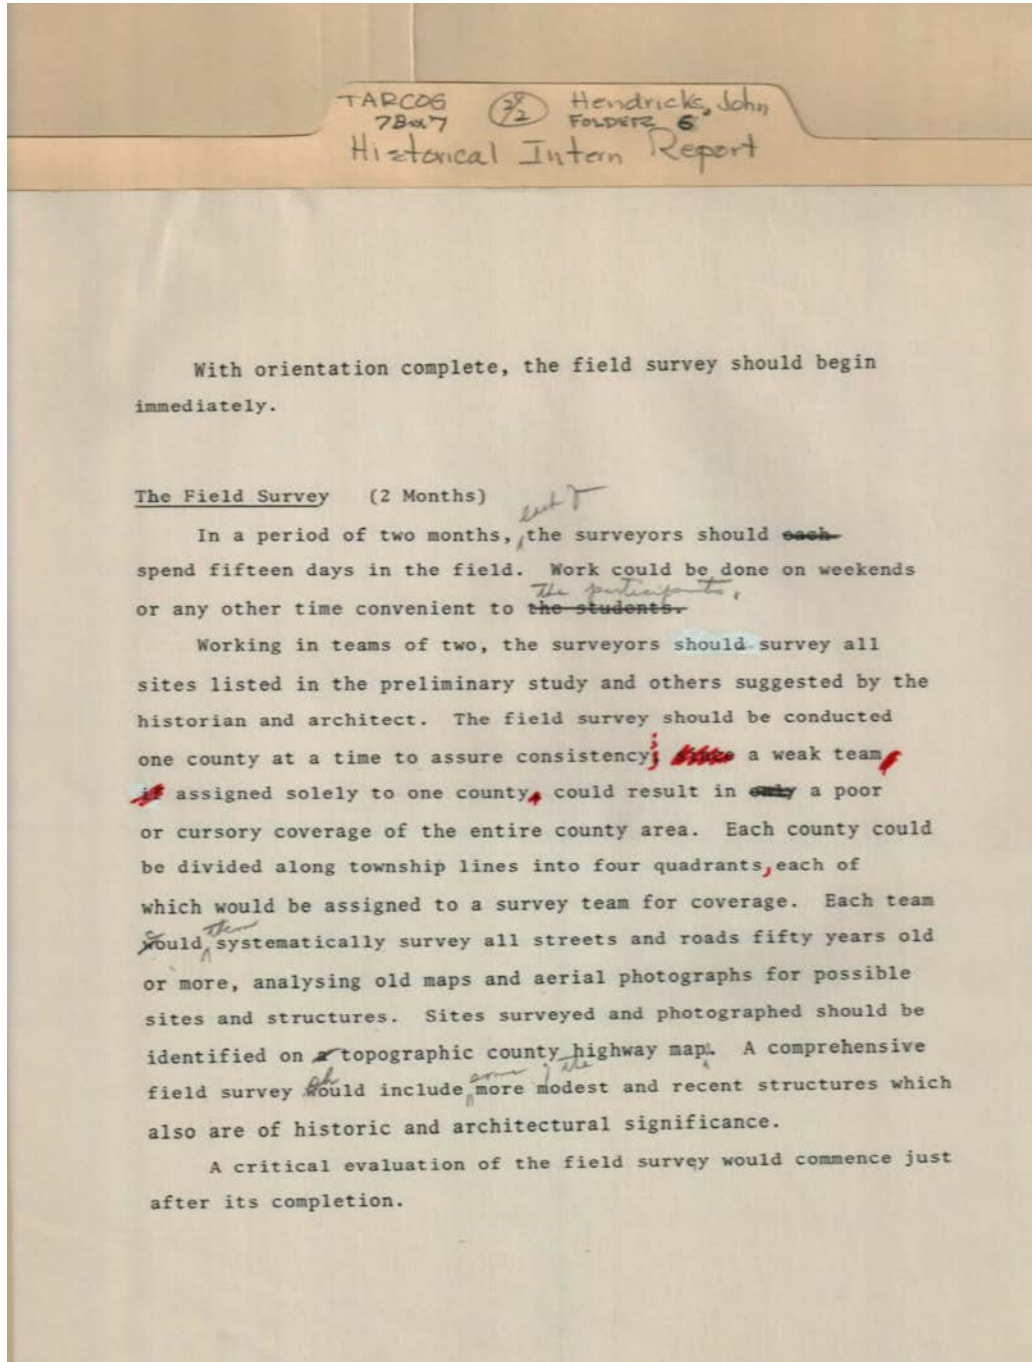 TARCOG Hendricks, John
78α7 FOLDER 6
Historical Intern Report
With orientation complete, the field survey should begin
immediately.
The Field Survey (2 Months)
In a period of two months, the surveyors should each
spend fifteen days in the field. Work could be done on weekends
the participants.
or any other time convenient to the students.
Working in teams of two, the surveyors should survey all
sites listed in the preliminary study and others suggested by the
historian and architect. The field survey should be conducted
one county at a time to assure consistency; a weak team
if assigned solely to one county, could result in only a poor
or cursory coverage of the entire county area. Each county could
be divided along township lines into four quadrants, each of
which would be assigned to a survey team for coverage. Each team
then
would systematically survey all streets and roads fifty years old
or more, analysing old maps and aerial photographs for possible
sites and structures. Sites surveyed and photographed should be
identified on a topographic county highway map. A comprehensive
sh some of the
field survey would include more modest and recent structures which
also are of historic and architectural significance.
A critical evaluation of the field survey would commence just
after its completion.